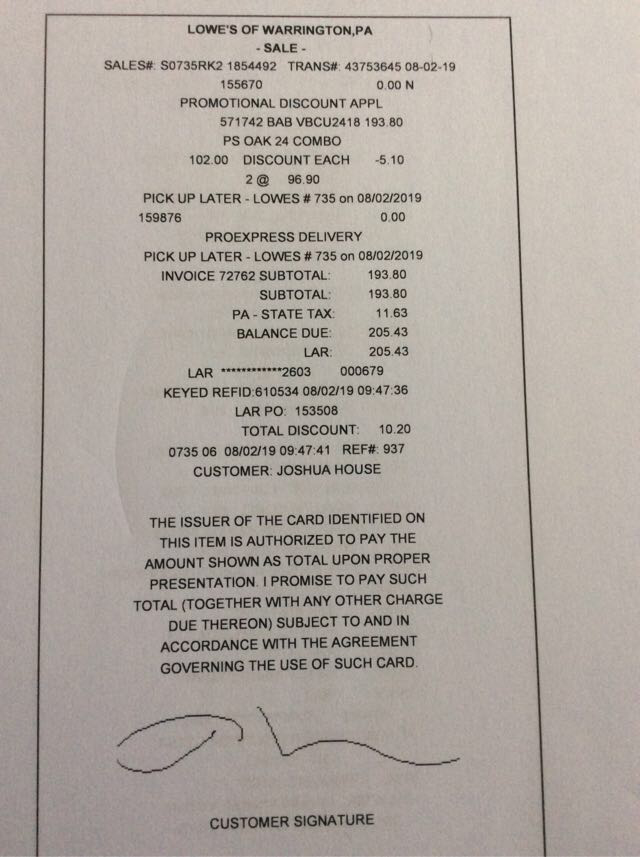 LOWE'S OF WARRINGTON,PA
- SALE -
SALES#: S0735RK2 1854492 TRANS#: 43753645 08-02-19
155670 0.00 N
PROMOTIONAL DISCOUNT APPL
571742 BAB VBCU2418 193.80
PS OAK 24 COMBO
102.00 DISCOUNT EACH -5.10
2 @ 96.90
PICK UP LATER - LOWES # 735 on 08/02/2019
159876 0.00
PROEXPRESS DELIVERY
PICK UP LATER - LOWES # 735 on 08/02/2019
INVOICE 72762 SUBTOTAL: 193.80
SUBTOTAL: 193.80
PA - STATE TAX: 11.63
BALANCE DUE: 205.43
LAR: 205.43
LAR ************2603 000679
KEYED REFID:610534 08/02/19 09:47:36
LAR PO: 153508
TOTAL DISCOUNT: 10.20
0735 06 08/02/19 09:47:41 REF#: 937
CUSTOMER: JOSHUA HOUSE
THE ISSUER OF THE CARD IDENTIFIED ON
THIS ITEM IS AUTHORIZED TO PAY THE
AMOUNT SHOWN AS TOTAL UPON PROPER
PRESENTATION. I PROMISE TO PAY SUCH
TOTAL (TOGETHER WITH ANY OTHER CHARGE
DUE THEREON) SUBJECT TO AND IN
ACCORDANCE WITH THE AGREEMENT
GOVERNING THE USE OF SUCH CARD.
CUSTOMER SIGNATURE